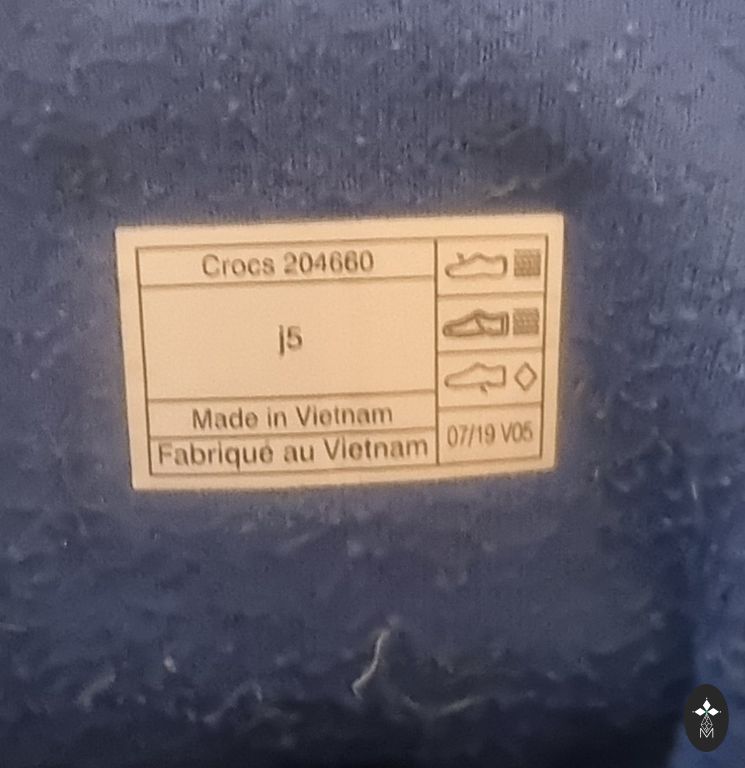 Crocs 204660
j5
Made in Vietnam
Fabriqué au Vietnam
07/19 V05
M